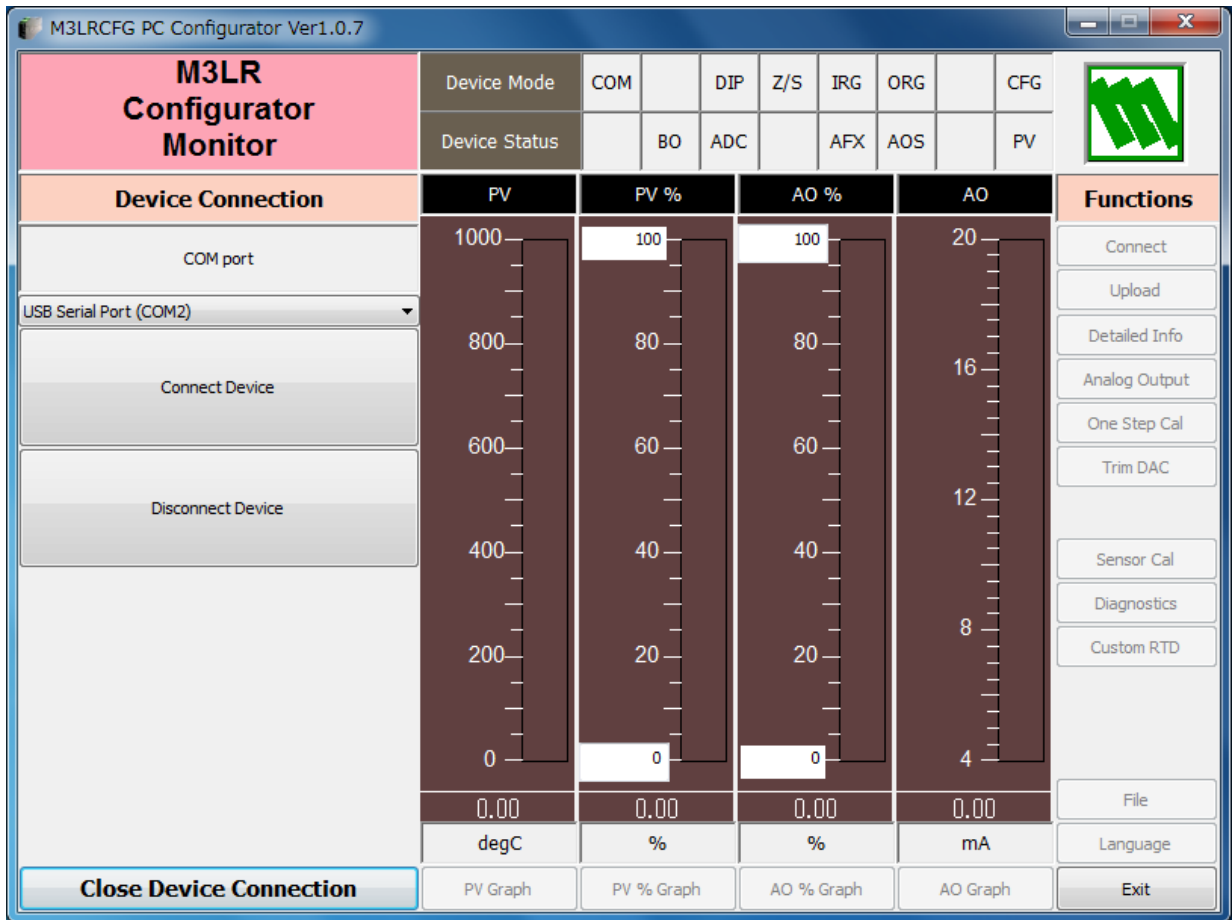 M3LRCFG PC Configurator Ver1.0.7
M3LR
Configurator
Monitor
Device Mode
COM
DIP
Z/S
IRG
ORG
CFG
Device Status
BO
ADC
AFX
AOS
PV
Device Connection
PV
PV %
AO %
AO
Functions
COM port
USB Serial Port (COM2)
Connect Device
Disconnect Device
1000
800
600
400
200
0
100
80
60
40
20
0
100
80
60
40
20
0
20
16
12
8
4
0.00
0.00
0.00
0.00
degC
%
%
mA
Connect
Upload
Detailed Info
Analog Output
One Step Cal
Trim DAC
Sensor Cal
Diagnostics
Custom RTD
File
Language
Close Device Connection
PV Graph
PV % Graph
AO % Graph
AO Graph
Exit